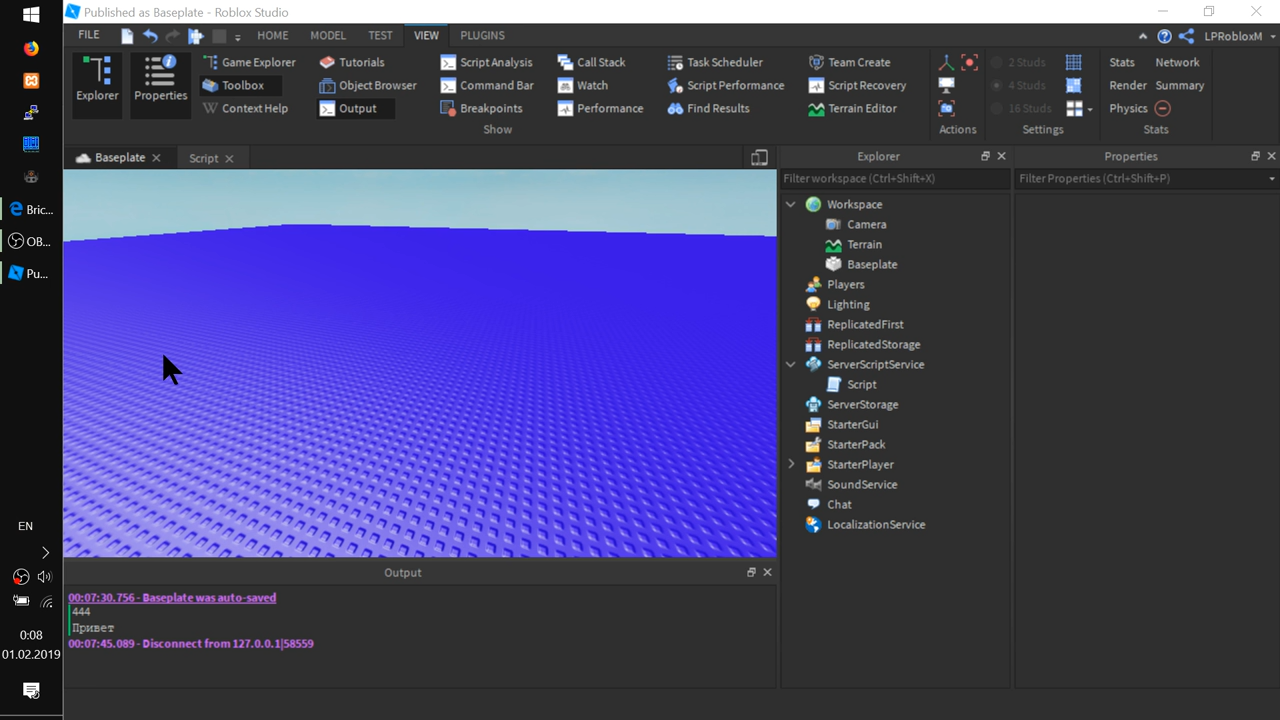 Published as Baseplate - Roblox Studio
FILE HOME MODEL TEST VIEW PLUGINS LPRobloxM
Explorer
Properties
Game Explorer
Toolbox
Context Help
Tutorials
Object Browser
Output
Script Analysis
Command Bar
Breakpoints
Call Stack
Watch
Performance
Task Scheduler
Script Performance
Find Results
Team Create
Script Recovery
Terrain Editor
Show
Actions
2 Studs
4 Studs
16 Studs
Settings
Stats Network
Render Summary
Physics
Stats
Baseplate
Script
Explorer
Filter workspace (Ctrl+Shift+X)
Workspace
Camera
Terrain
Baseplate
Players
Lighting
ReplicatedFirst
ReplicatedStorage
ServerScriptService
Script
ServerStorage
StarterGui
StarterPack
StarterPlayer
SoundService
Chat
LocalizationService
Properties
Filter Properties (Ctrl+Shift+P)
Output
00:07:30.756 - Baseplate was auto-saved
444
Привет
00:07:45.089 - Disconnect from 127.0.0.1|58559
Bric...
OB...
Pu...
EN
0:08
01.02.2019